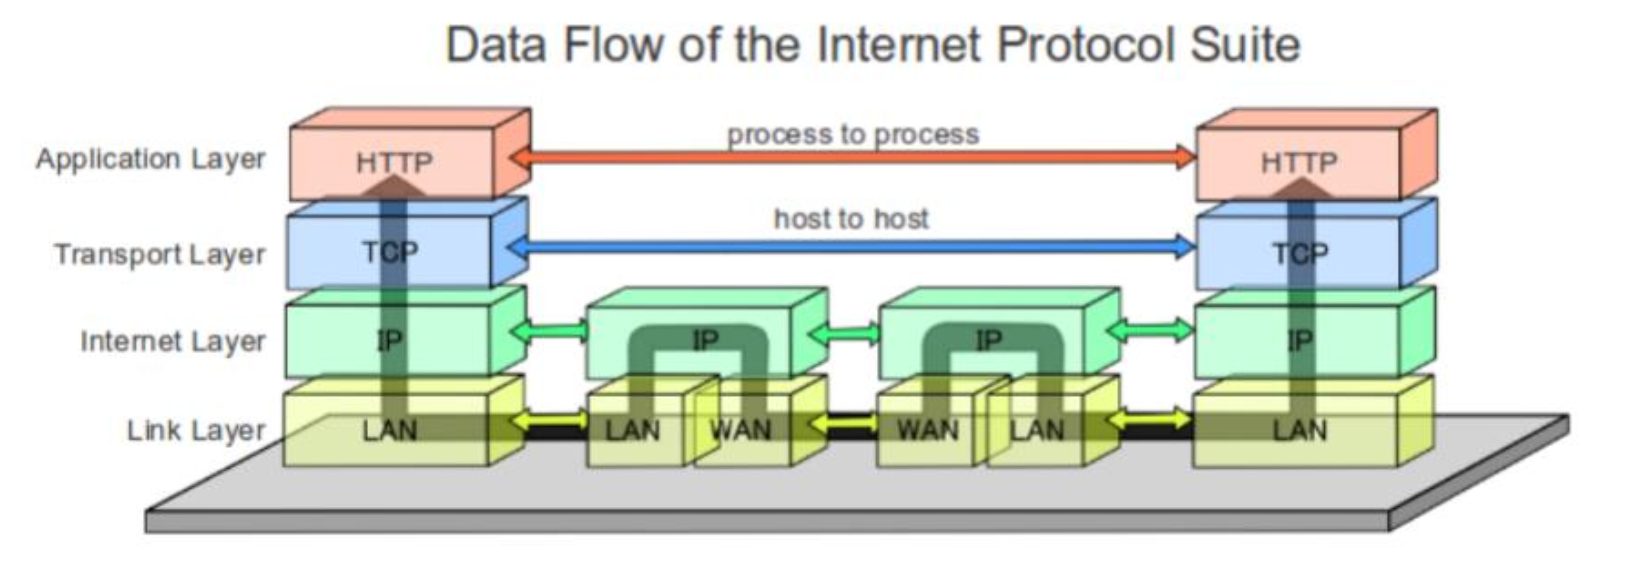 Data Flow of the Internet Protocol Suite
process to process
Application Layer HTTP HTTP
host to host
Transport Layer TCP TCP
Internet Layer IP IP IP IP
Link Layer LAN LAN WAN WAN LAN LAN